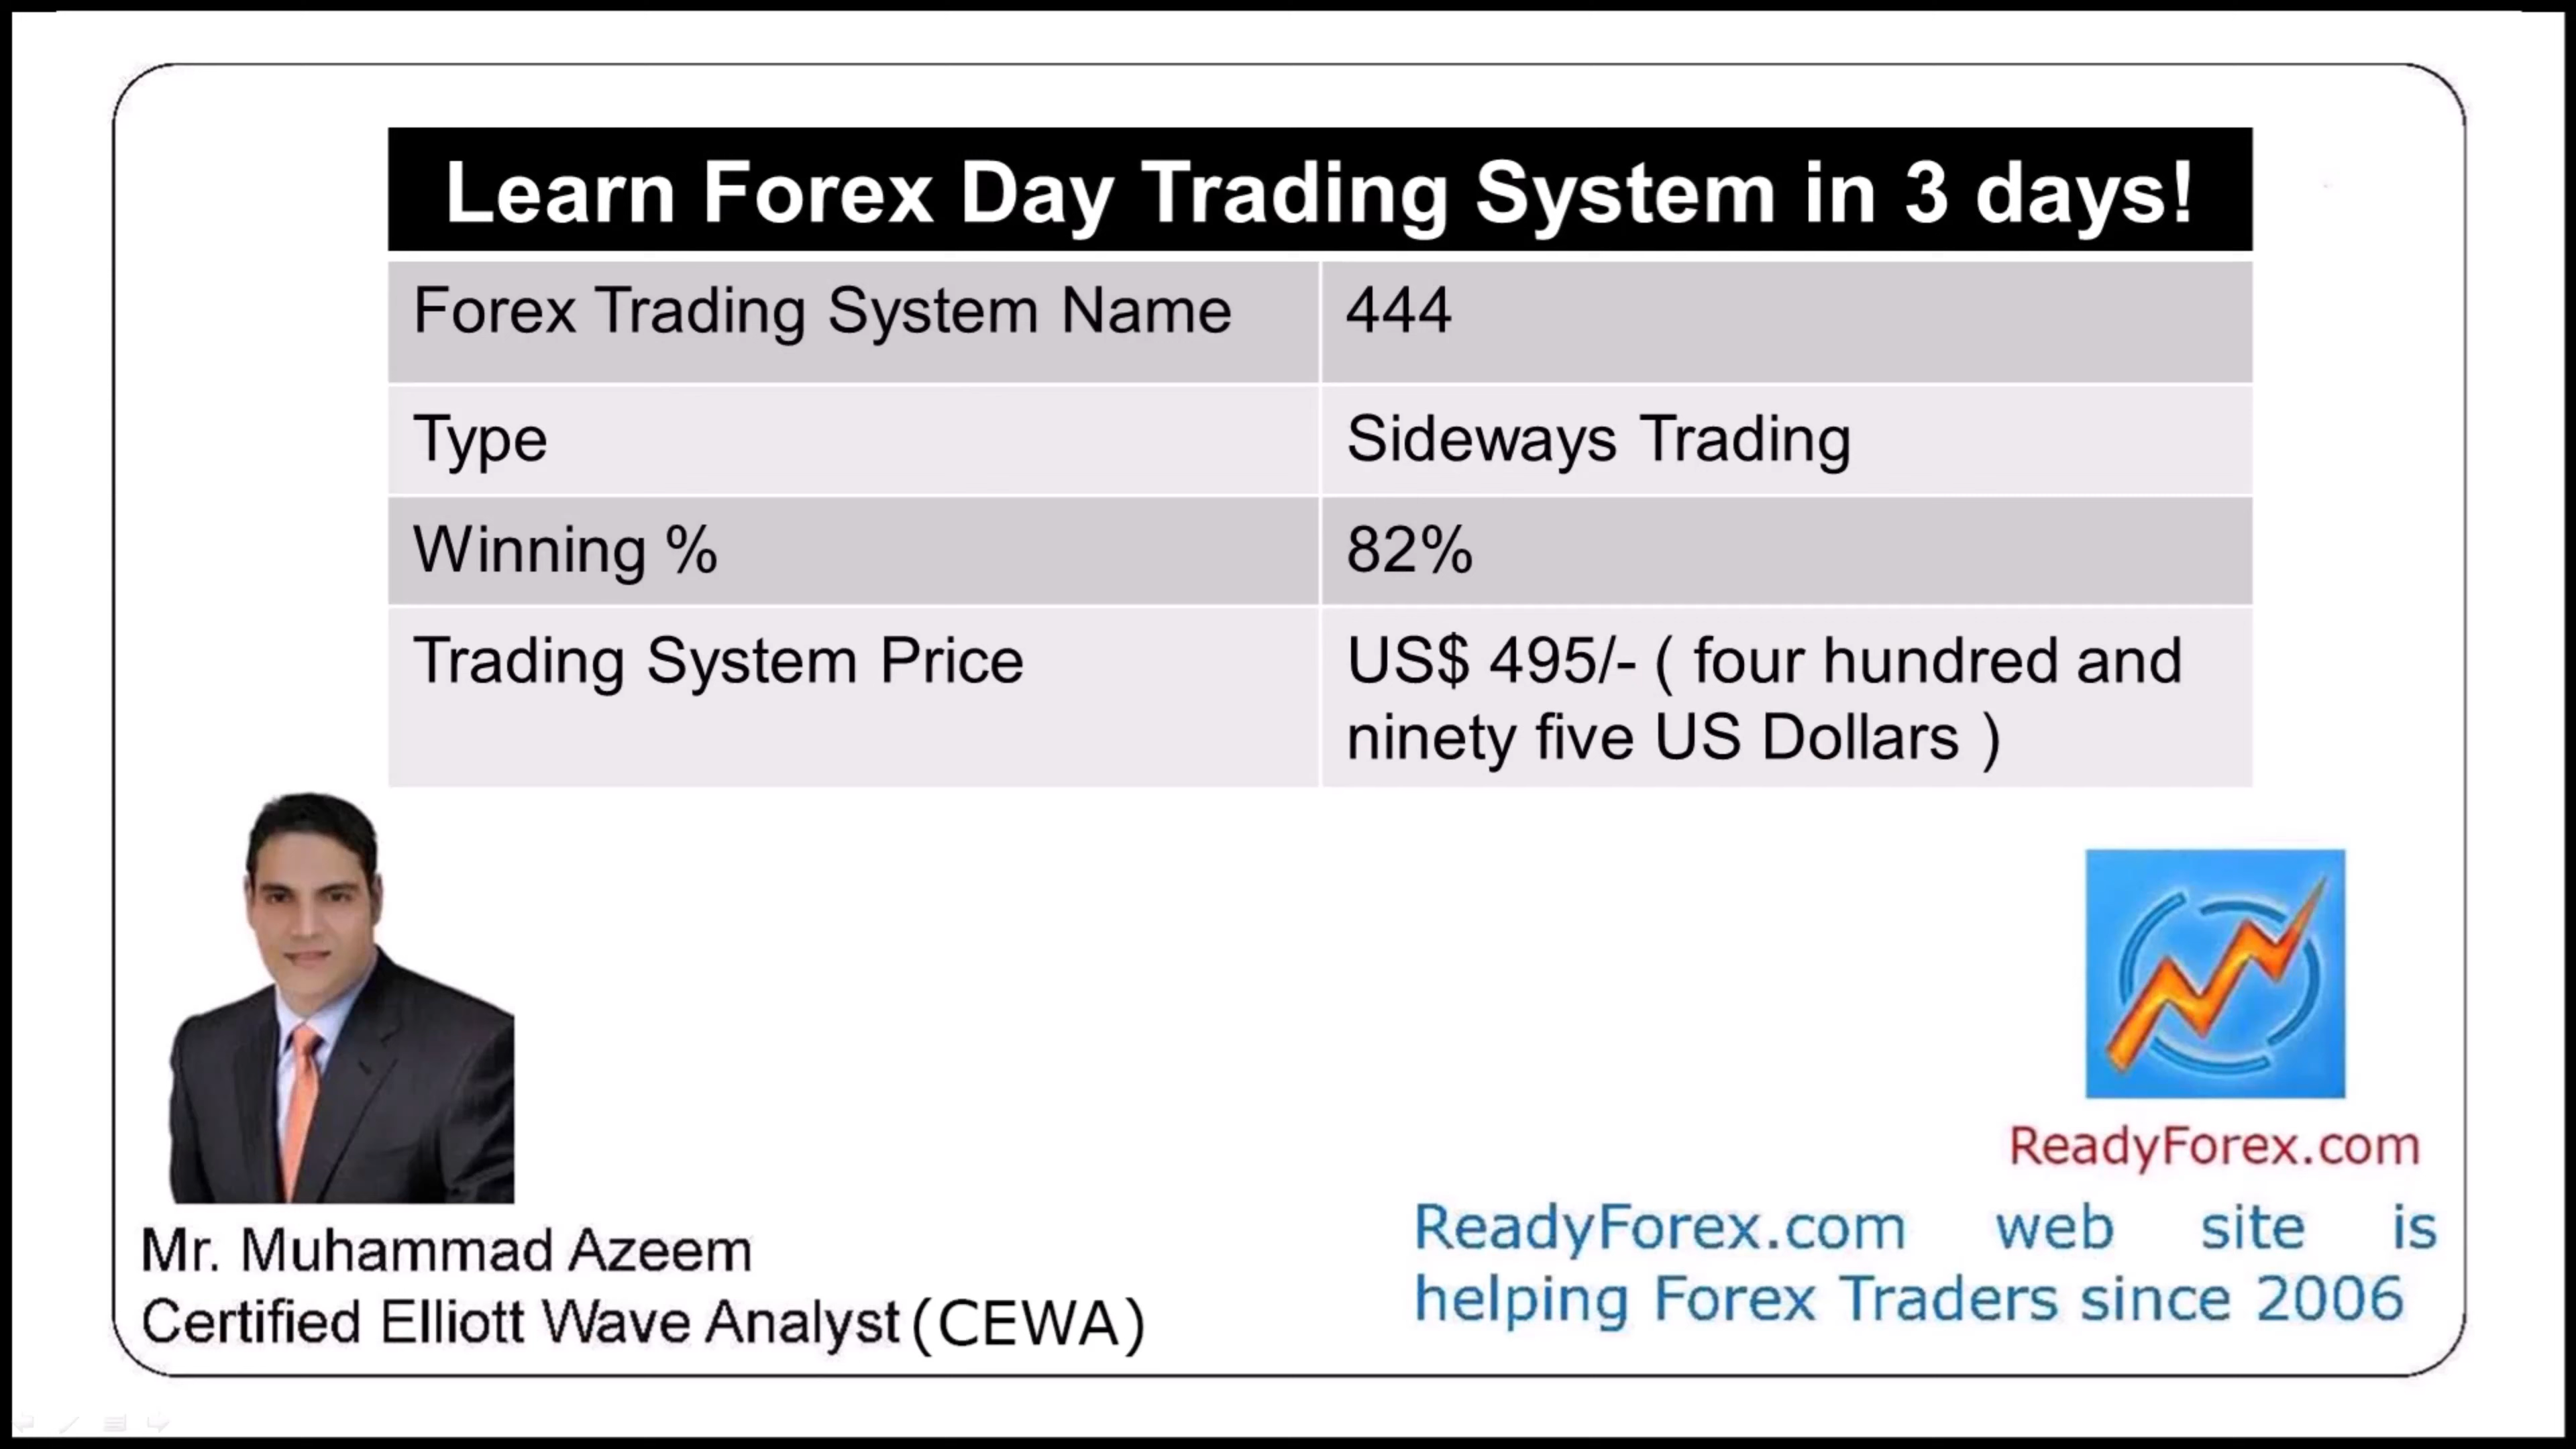 Learn Forex Day Trading System in 3 days!
Forex Trading System Name 444
Type Sideways Trading
Winning % 82%
Trading System Price US$ 495/- ( four hundred and
ninety five US Dollars )
Mr. Muhammad Azeem
Certified Elliott Wave Analyst (CEWA)
ReadyForex.com
ReadyForex.com web site is
helping Forex Traders since 2006